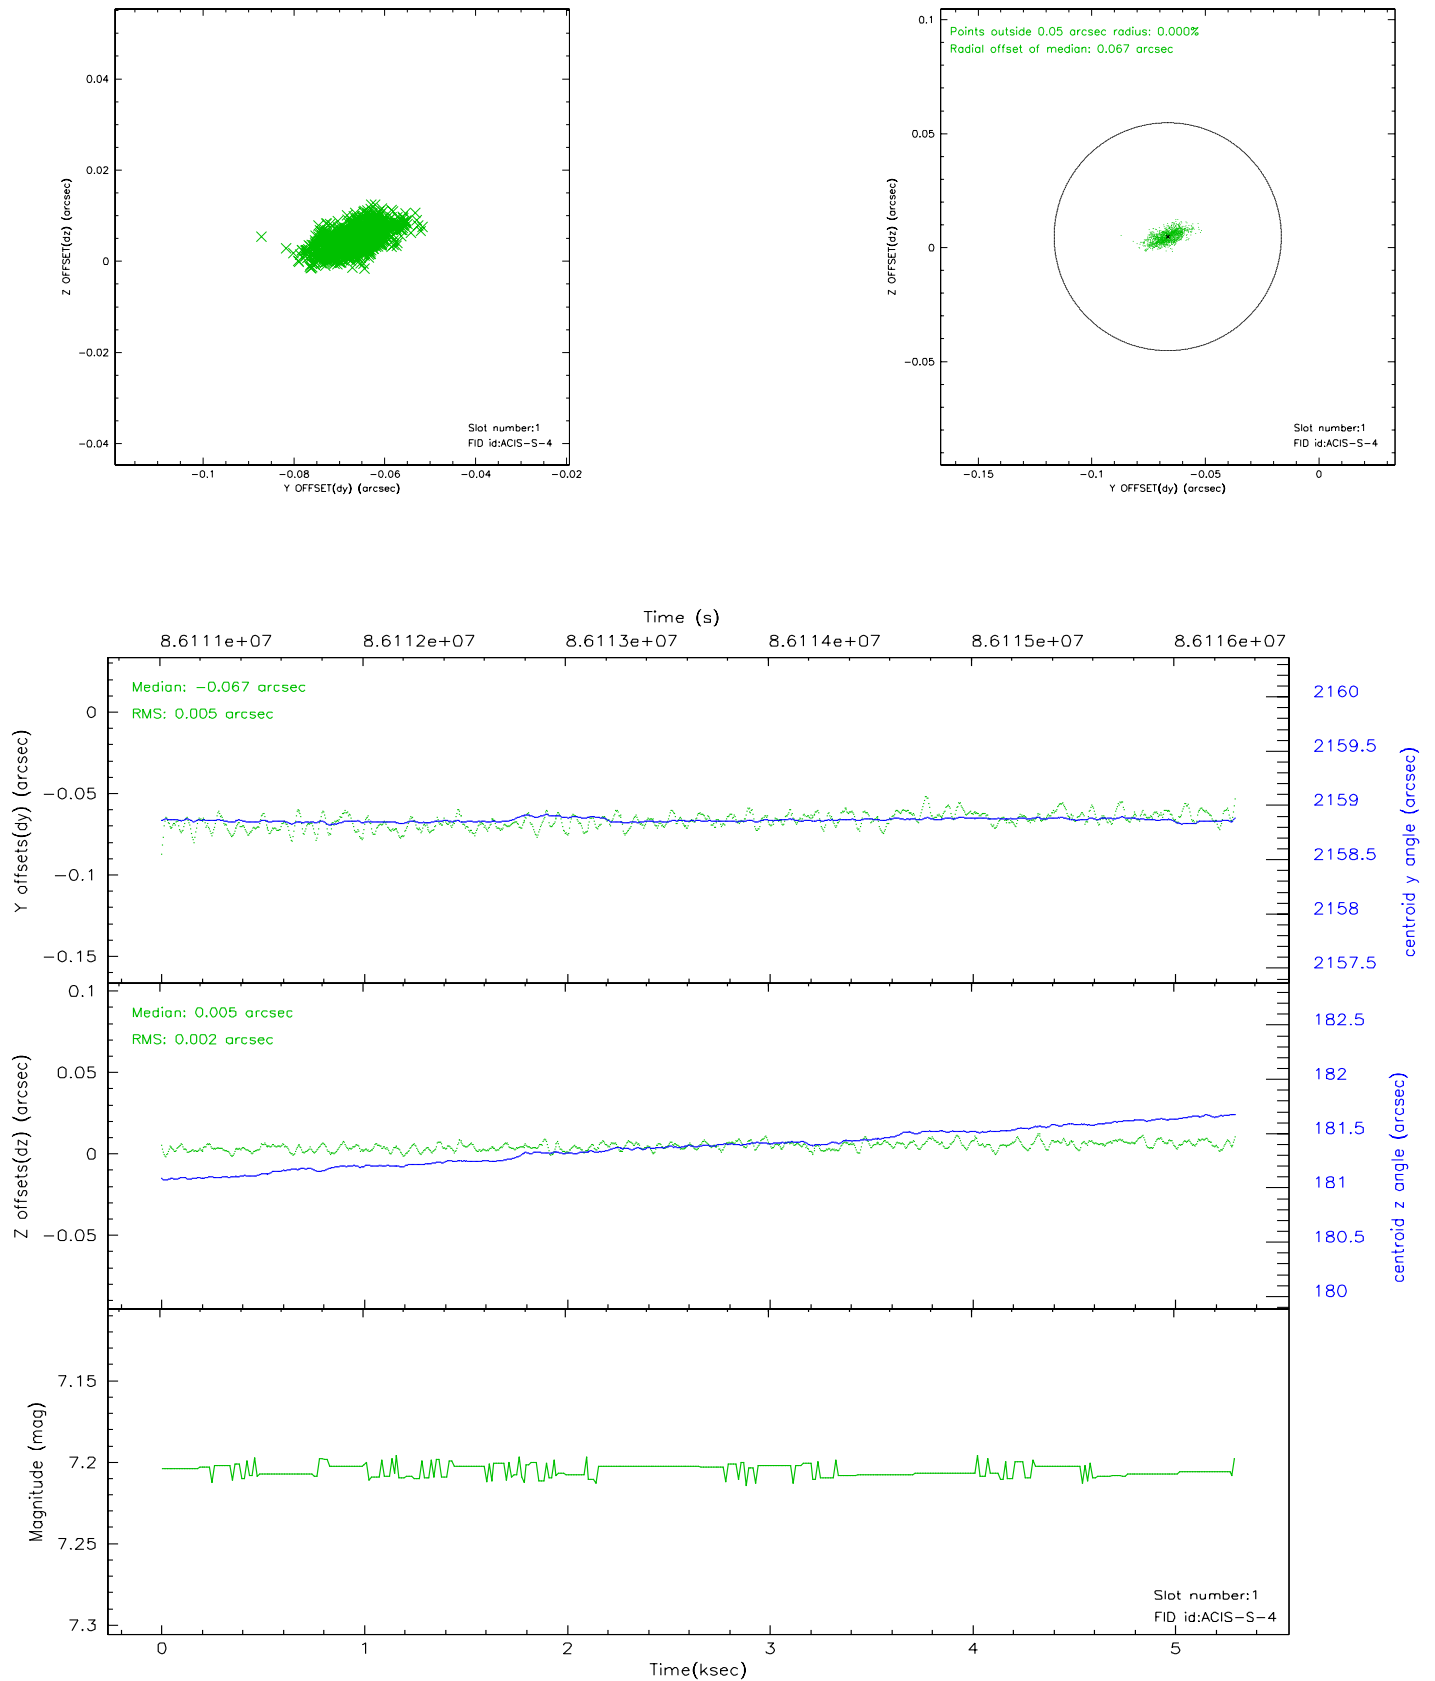 0.04
0.02
0
−0.02
−0.04
Z OFFSET(dz) (arcsec)
Slot number:1
FID id:ACIS−S−4
−0.1
−0.08
−0.06
−0.04
−0.02
Y OFFSET(dy) (arcsec)
Points outside 0.05 arcsec radius: 0.000%
Radial offset of median: 0.067 arcsec
0.1
0.05
0
−0.05
Z OFFSET(dz) (arcsec)
Slot number:1
FID id:ACIS−S−4
−0.15
−0.1
−0.05
0
Y OFFSET(dy) (arcsec)
Time (s)
8.6111e+07
8.6112e+07
8.6113e+07
8.6114e+07
8.6115e+07
8.6116e+07
Median: −0.067 arcsec
RMS: 0.005 arcsec
0
−0.05
−0.1
−0.15
Y offsets(dy) (arcsec)
2160
2159.5
2159
2158.5
2158
2157.5
centroid y angle (arcsec)
Median: 0.005 arcsec
RMS: 0.002 arcsec
0.1
0.05
0
−0.05
Z offsets(dz) (arcsec)
182.5
182
181.5
181
180.5
180
centroid z angle (arcsec)
7.15
7.2
7.25
7.3
Magnitude (mag)
Slot number:1
FID id:ACIS−S−4
0
1
2
3
4
5
Time(ksec)